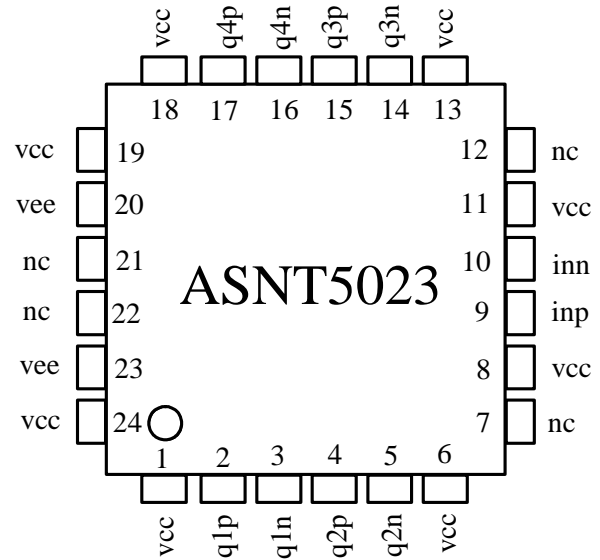 vcc q4p q4n q3p q3n vcc
18 17 16 15 14 13
vcc 19 12 nc
vee 20 11 vcc
nc 21 10 inn
ASNT5023
nc 22 9 inp
vee 23 8 vcc
vcc 24 7 nc
1 2 3 4 5 6
vcc q1p q1n q2p q2n vcc